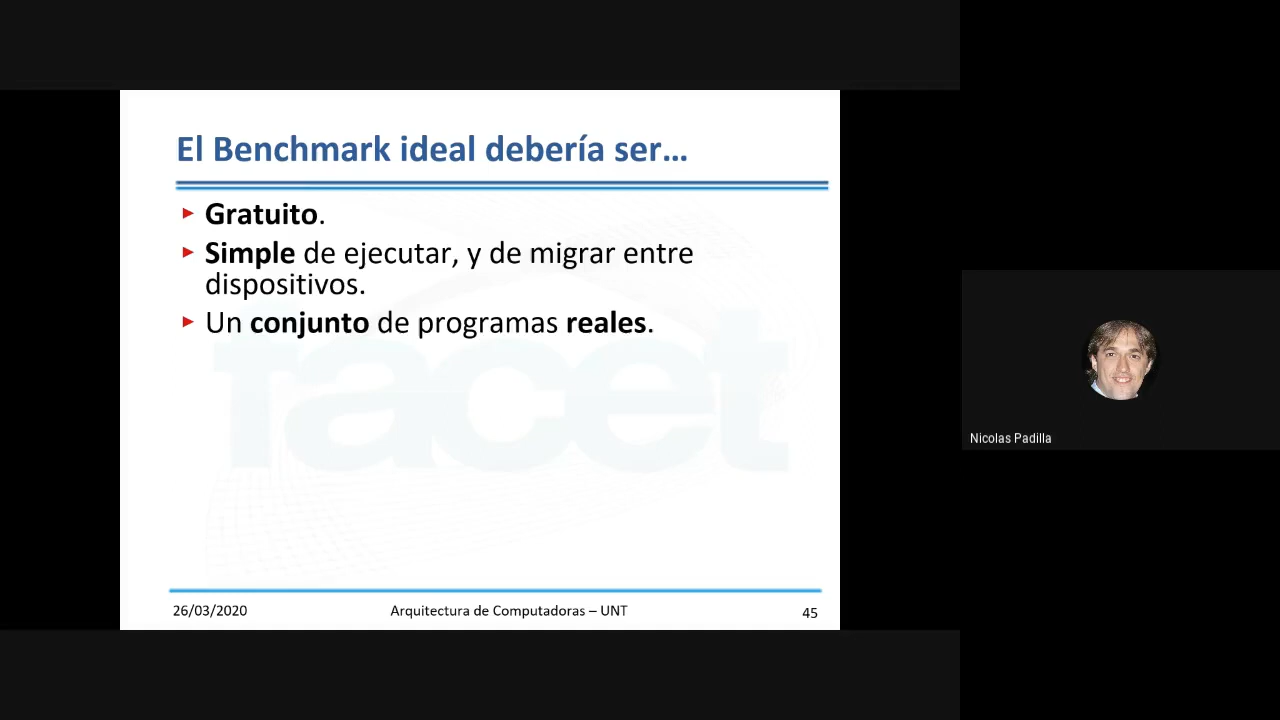 El Benchmark ideal debería ser...
► Gratuito.
► Simple de ejecutar, y de migrar entre
dispositivos.
► Un conjunto de programas reales.
facet
26/03/2020
Arquitectura de Computadoras – UNT
45
Nicolas Padilla